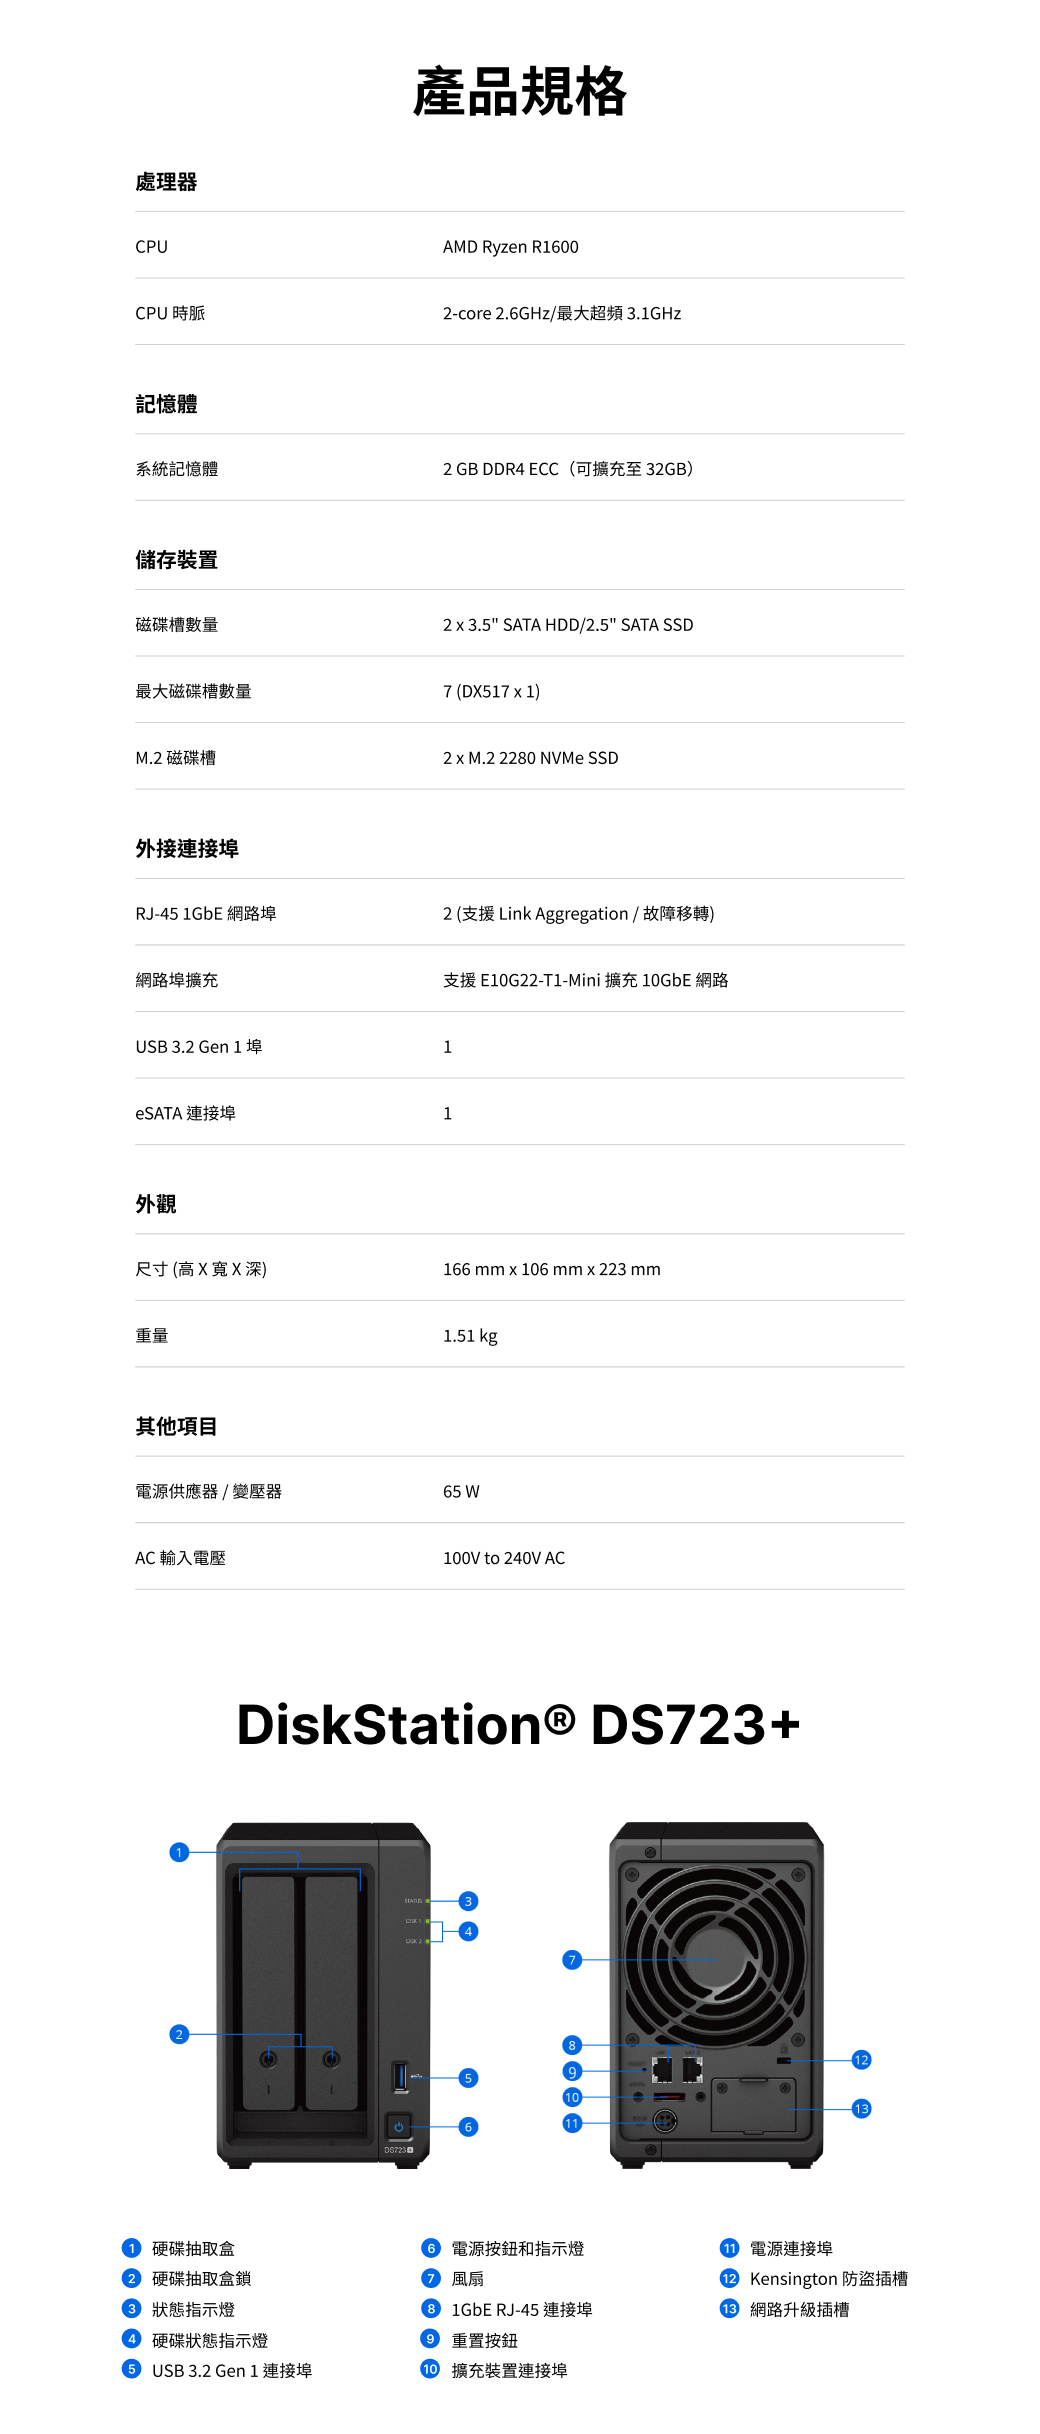 產品規格
處理器
CPU AMD Ryzen R1600
CPU 時脈 2-core 2.6GHz/最大超頻 3.1GHz
記憶體
系統記憶體 2 GB DDR4 ECC（可擴充至 32GB）
儲存裝置
磁碟槽數量 2 x 3.5" SATA HDD/2.5" SATA SSD
最大磁碟槽數量 7 (DX517 x 1)
M.2 磁碟槽 2 x M.2 2280 NVMe SSD
外接連接埠
RJ-45 1GbE 網路埠 2 (支援 Link Aggregation / 故障移轉)
網路埠擴充 支援 E10G22-T1-Mini 擴充 10GbE 網路
USB 3.2 Gen 1 埠 1
eSATA 連接埠 1
外觀
尺寸 (高 X 寬 X 深) 166 mm x 106 mm x 223 mm
重量 1.51 kg
其他項目
電源供應器 / 變壓器 65 W
AC 輸入電壓 100V to 240V AC
DiskStation® DS723+
1
STATUS 3
DISK 1
4
DISK 2
2
5
6
DS723+
7
8
9
10
11
12
13
1 硬碟抽取盒
2 硬碟抽取盒鎖
3 狀態指示燈
4 硬碟狀態指示燈
5 USB 3.2 Gen 1 連接埠
6 電源按鈕和指示燈
7 風扇
8 1GbE RJ-45 連接埠
9 重置按鈕
10 擴充裝置連接埠
11 電源連接埠
12 Kensington 防盜插槽
13 網路升級插槽